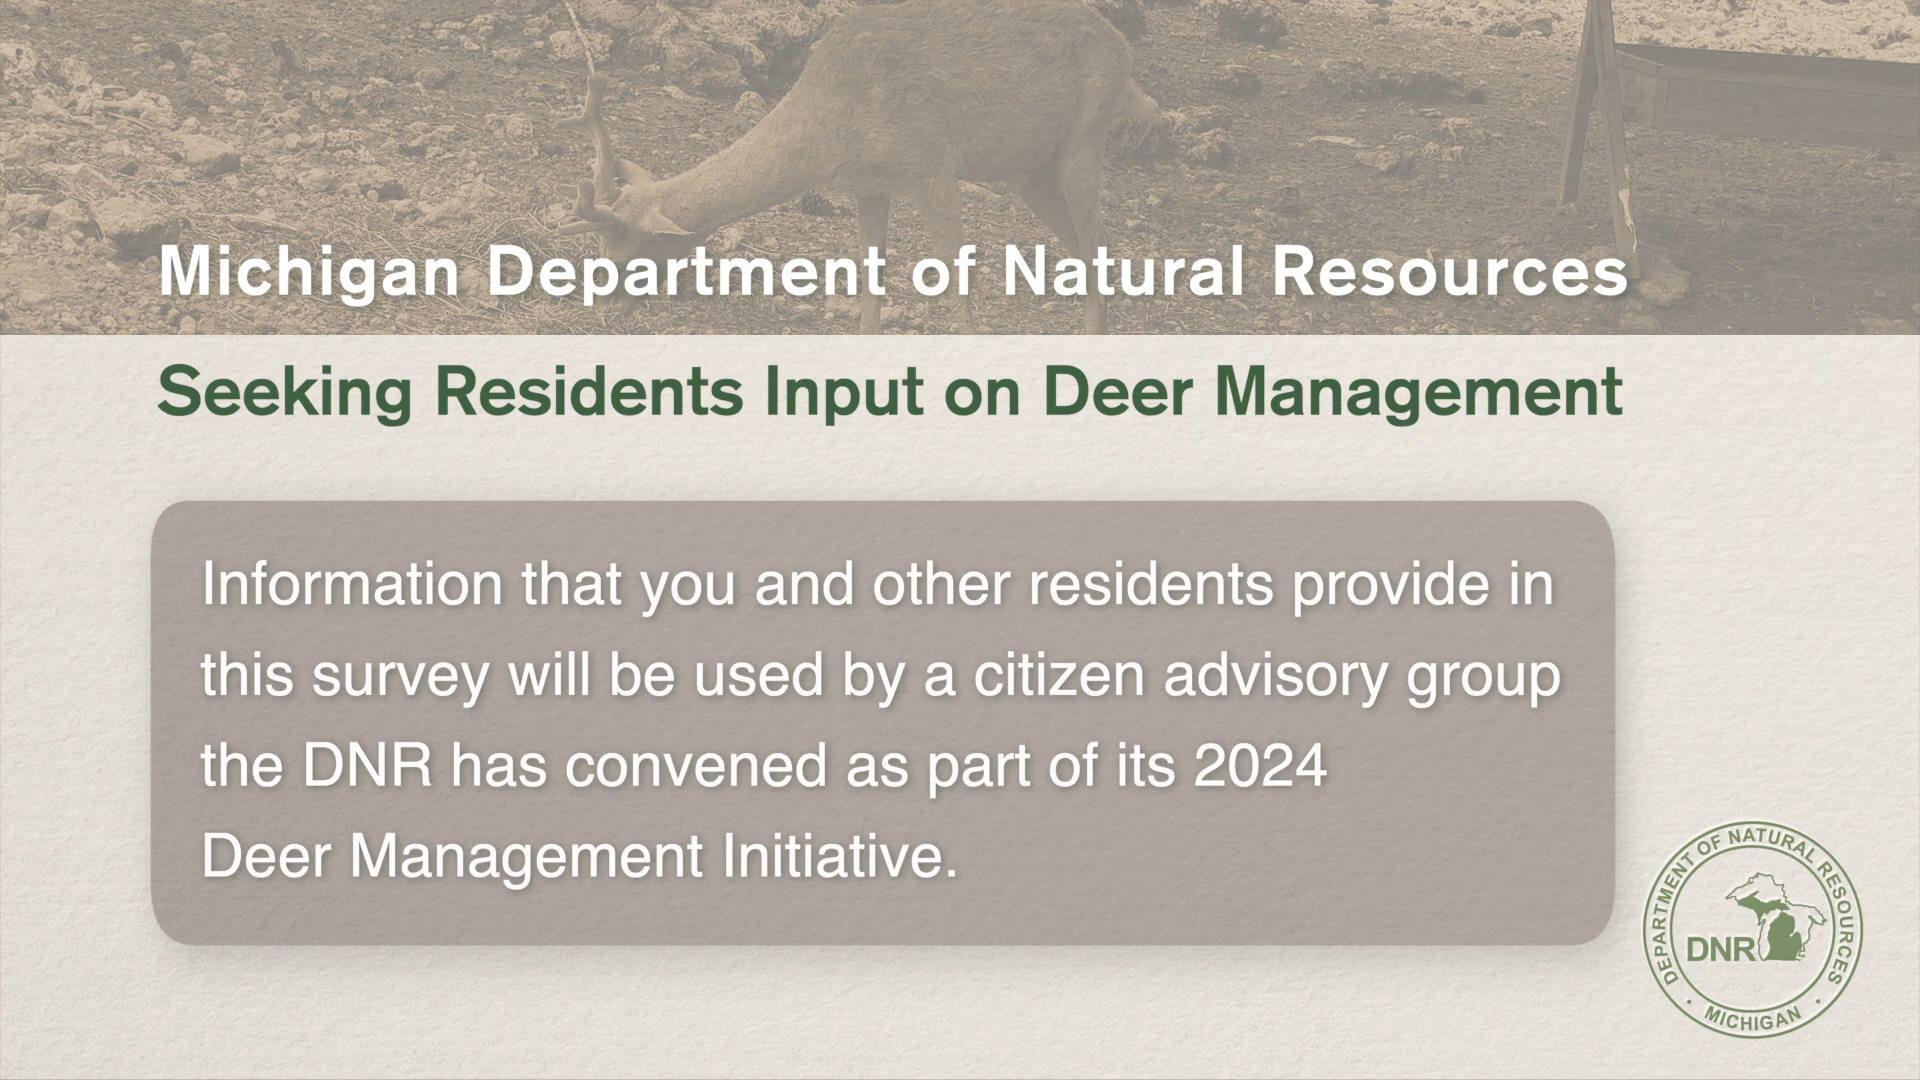 Michigan Department of Natural Resources
Seeking Residents Input on Deer Management
Information that you and other residents provide in
this survey will be used by a citizen advisory group
the DNR has convened as part of its 2024
Deer Management Initiative.
DEPARTMENT OF NATURAL RESOURCES
DNR
• MICHIGAN •